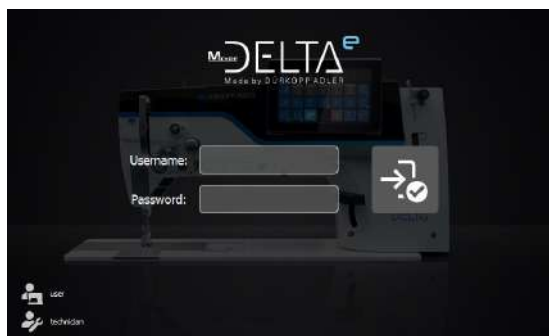 M-TYPE DELTA e
Made by DÜRKOPP ADLER
Username:
Password:
user
technician